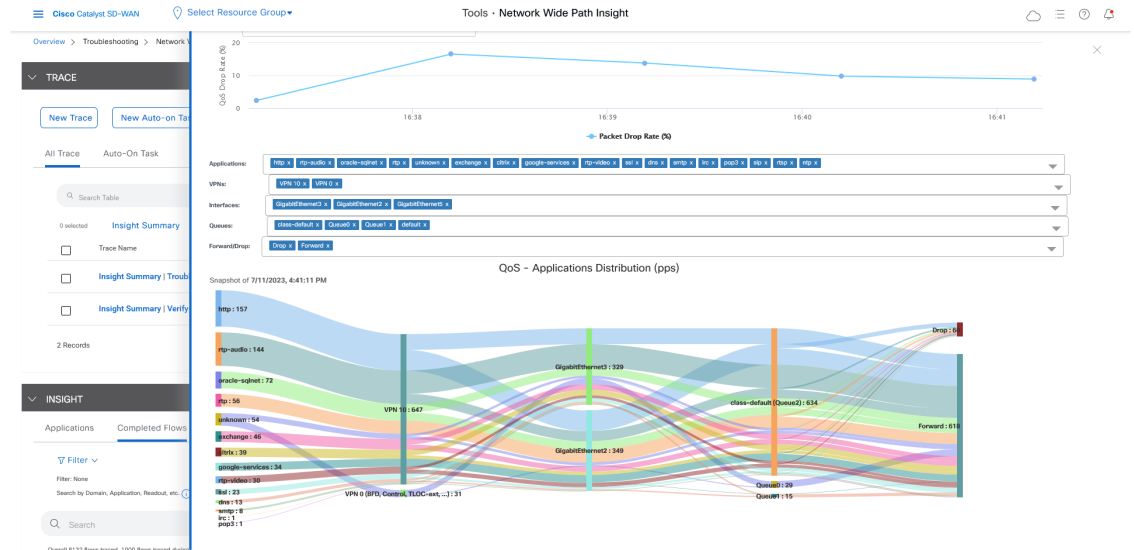 Cisco Catalyst SD-WAN
Select Resource Group▾
Tools · Network Wide Path Insight
Overview > Troubleshooting > Network
TRACE
New Trace
New Auto-on
All Trace
Auto-On Task
Search Table
0 selected
Insight Summary
Trace Name
Insight Summary | Troubl
Insight Summary | Verify
2 Records
INSIGHT
Applications
Completed Flows
Filter
Filter: None
Search by Domain, Application, Readout, etc.
Search
QoS Drop Rate (%)
20
10
0
16:38
16:39
16:40
16:41
Packet Drop Rate (%)
Applications:
http x rtp-audio x oracle-sqlnet x rtp x unknown x exchange x citrix x google-services x rtp-video x ssl x dns x smtp x irc x pop3 x sip x rtsp x ntp x
VPNs:
VPN 10 x VPN 0 x
Interfaces:
GigabitEthernet3 x GigabitEthernet2 x GigabitEthernet5 x
Queues:
class-default x Queue0 x Queue1 x default x
Forward/Drop:
Drop x Forward x
QoS - Applications Distribution (pps)
Snapshot of 7/11/2023, 4:41:11 PM
http : 157
rtp-audio : 144
oracle-sqlnet : 72
rtp : 56
unknown : 54
exchange : 46
citrix : 39
google-services : 34
rtp-video : 30
ssl : 23
dns : 13
smtp : 8
irc : 1
pop3 : 1
VPN 10 : 647
VPN 0 (BFD, Control, TLOC-ext, ...) : 31
GigabitEthernet3 : 329
GigabitEthernet2 : 349
class-default (Queue2) : 634
Queue0 : 29
Queue1 : 15
Drop :
Forward : 618